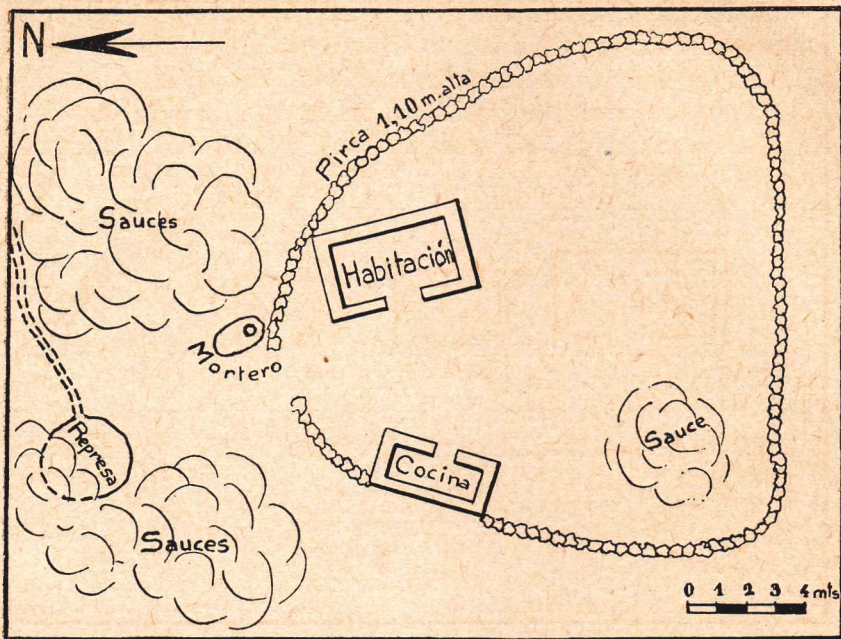 N
Pirca 1,10 m. alta
Sauces
Habitación
Mortero
Represa
Sauce
Cocina
Sauces
0 1 2 3 4 mts